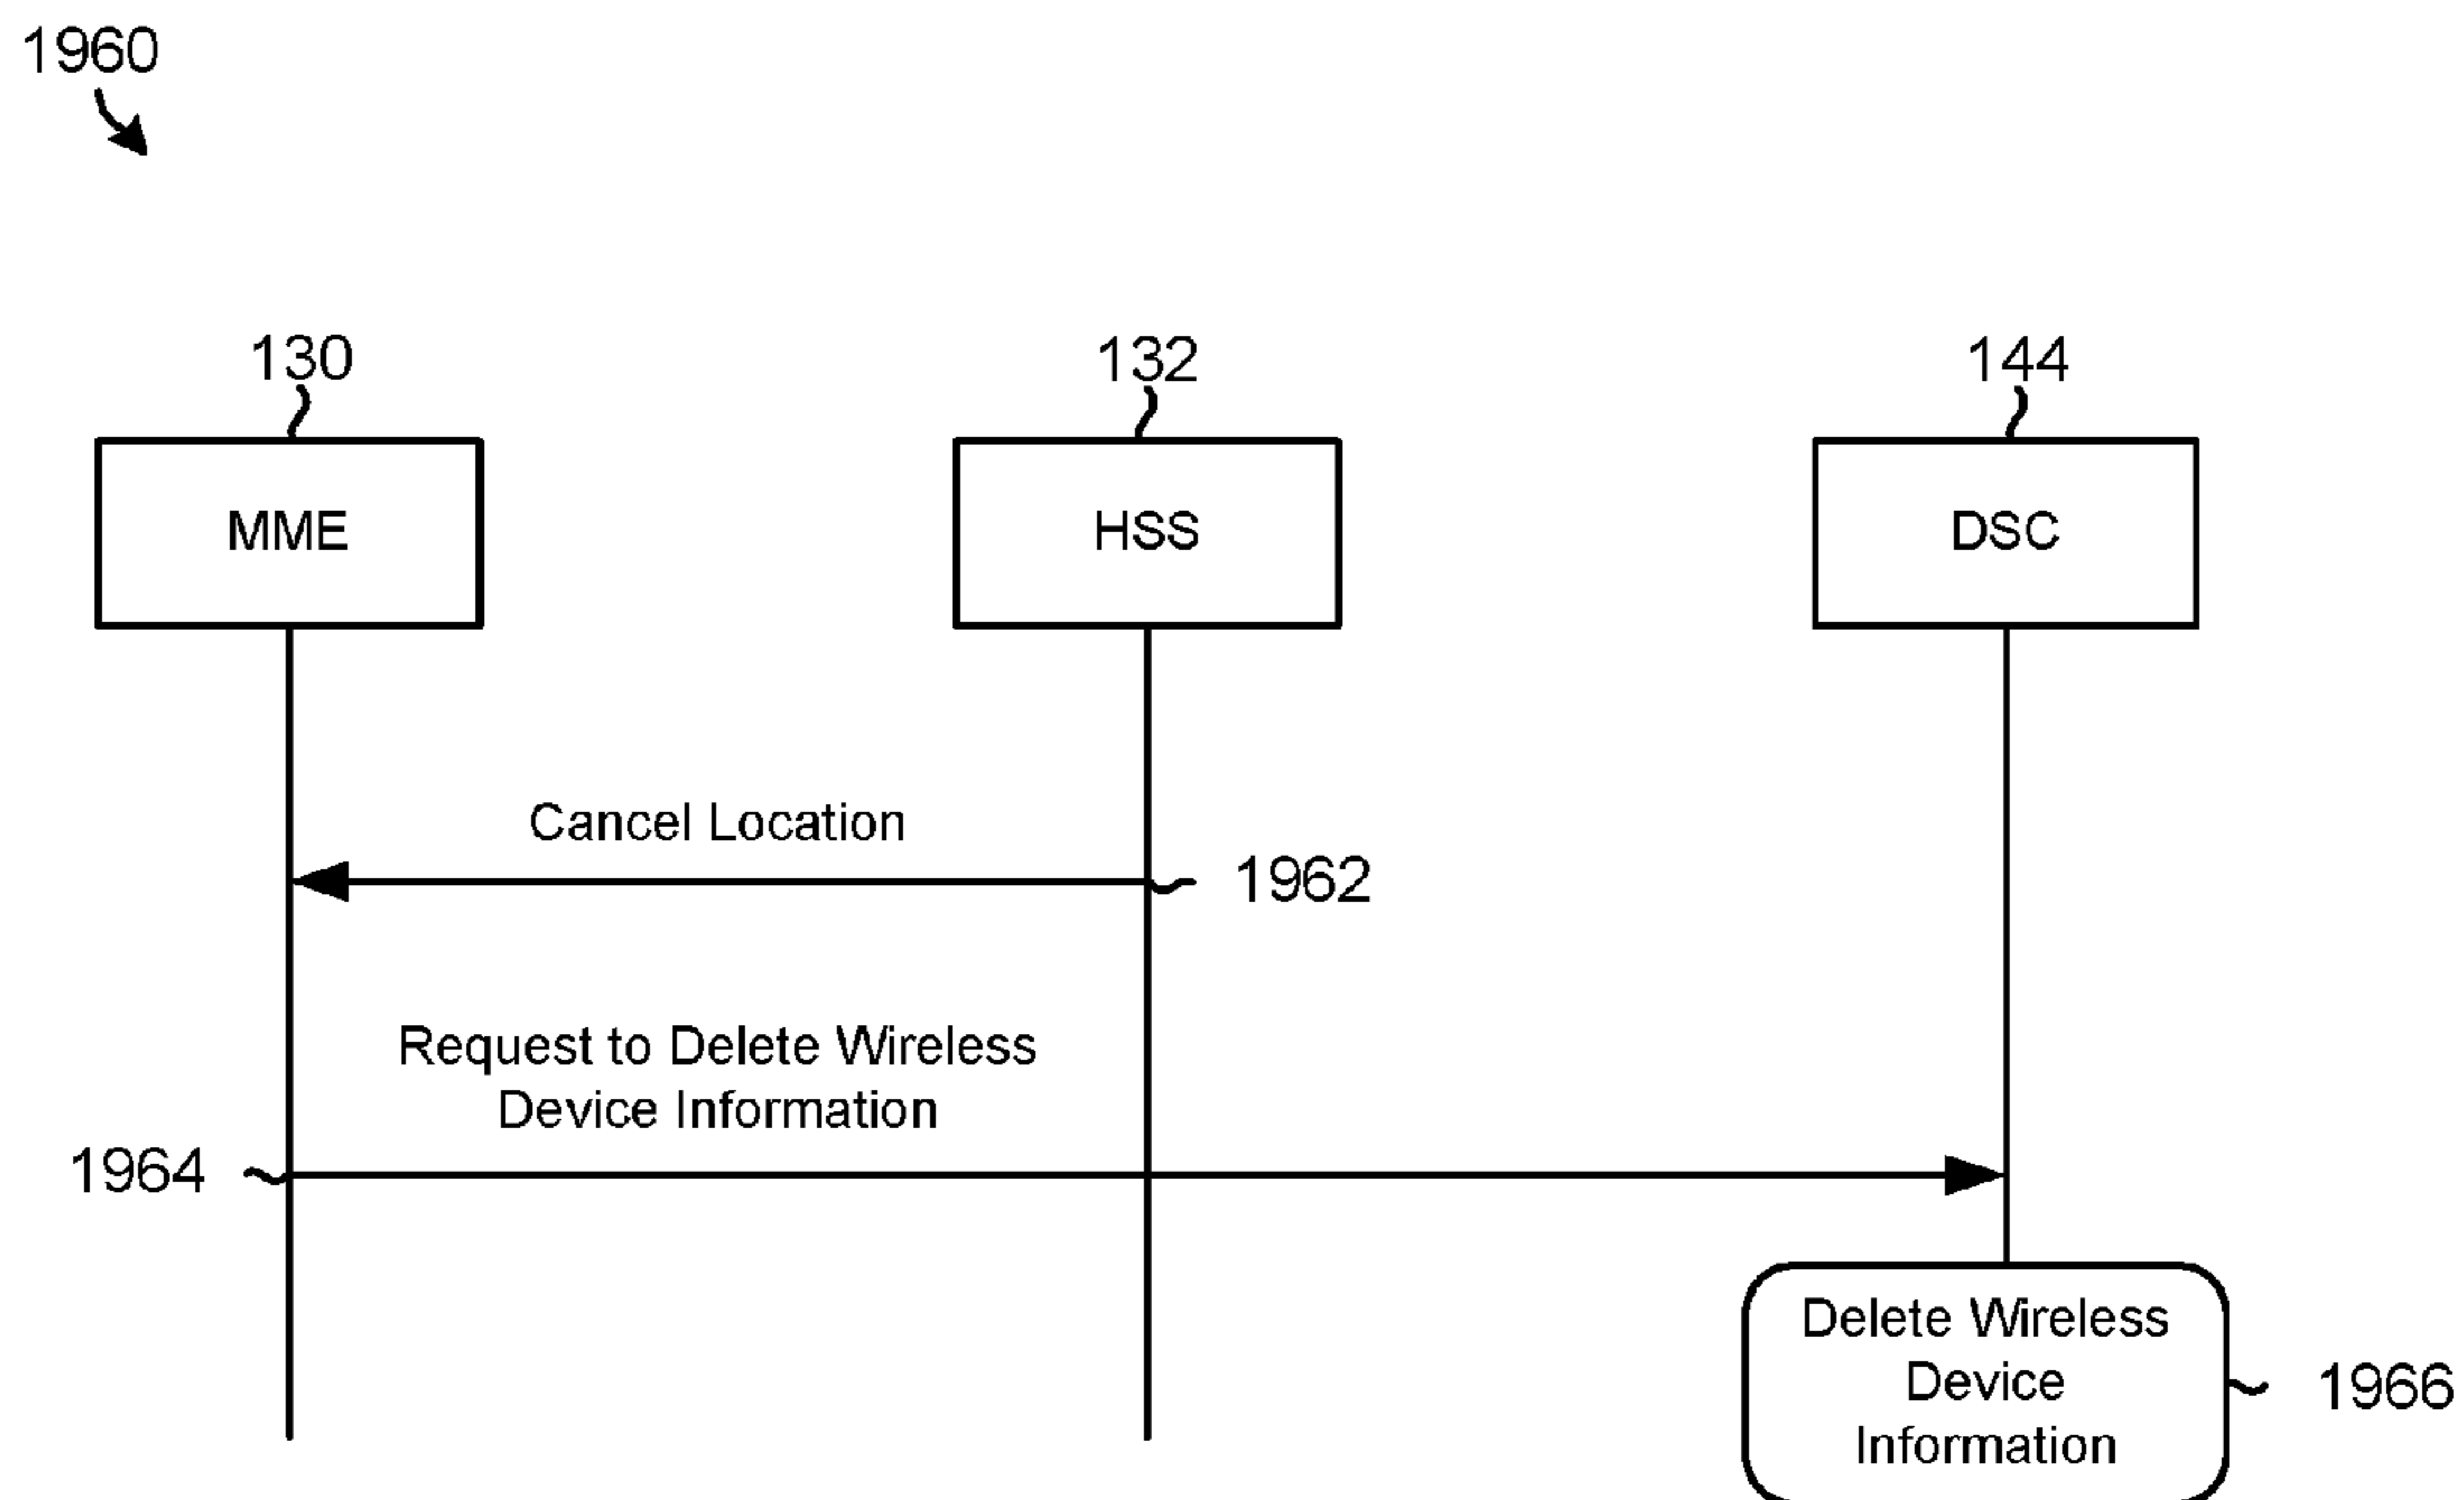 1960
130
132
144
MME
HSS
DSC
Cancel Location
1962
Request to Delete Wireless
Device Information
1964
Delete Wireless
Device
Information
1966